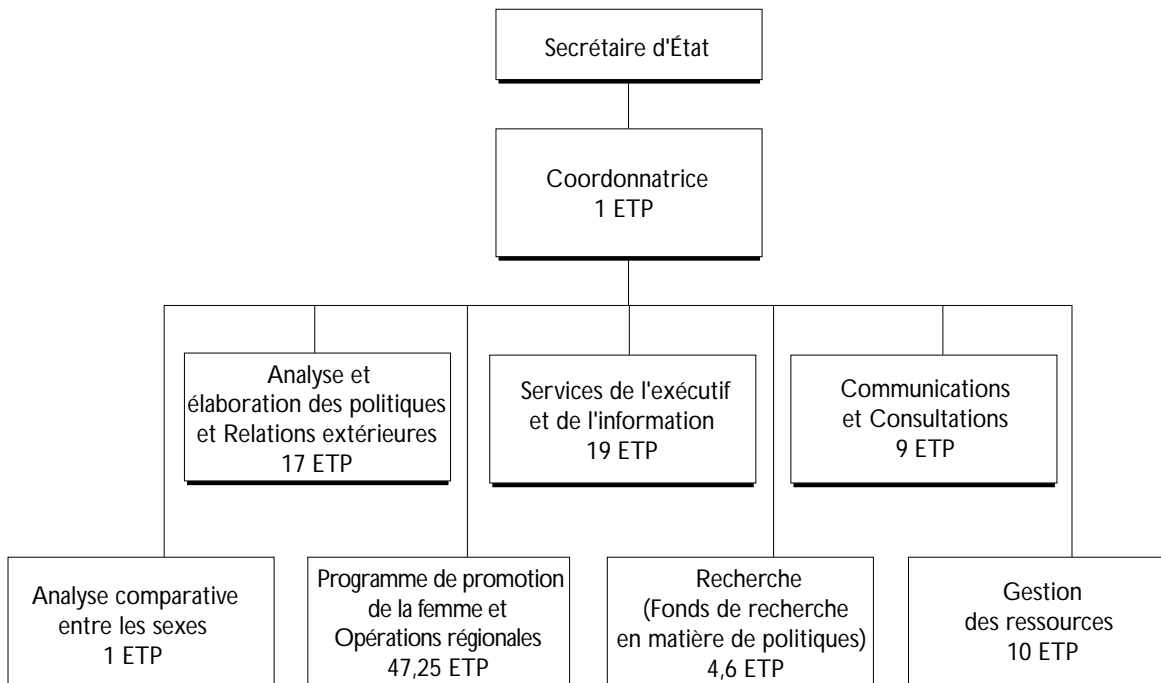 Secrétaire d'État
Coordonnatrice
1 ETP
Analyse et
élaboration des politiques
et Relations extérieures
17 ETP
Services de l'exécutif
et de l'information
19 ETP
Communications
et Consultations
9 ETP
Analyse comparative
entre les sexes
1 ETP
Programme de promotion
de la femme et
Opérations régionales
47,25 ETP
Recherche
(Fonds de recherche
en matière de politiques)
4,6 ETP
Gestion
des ressources
10 ETP